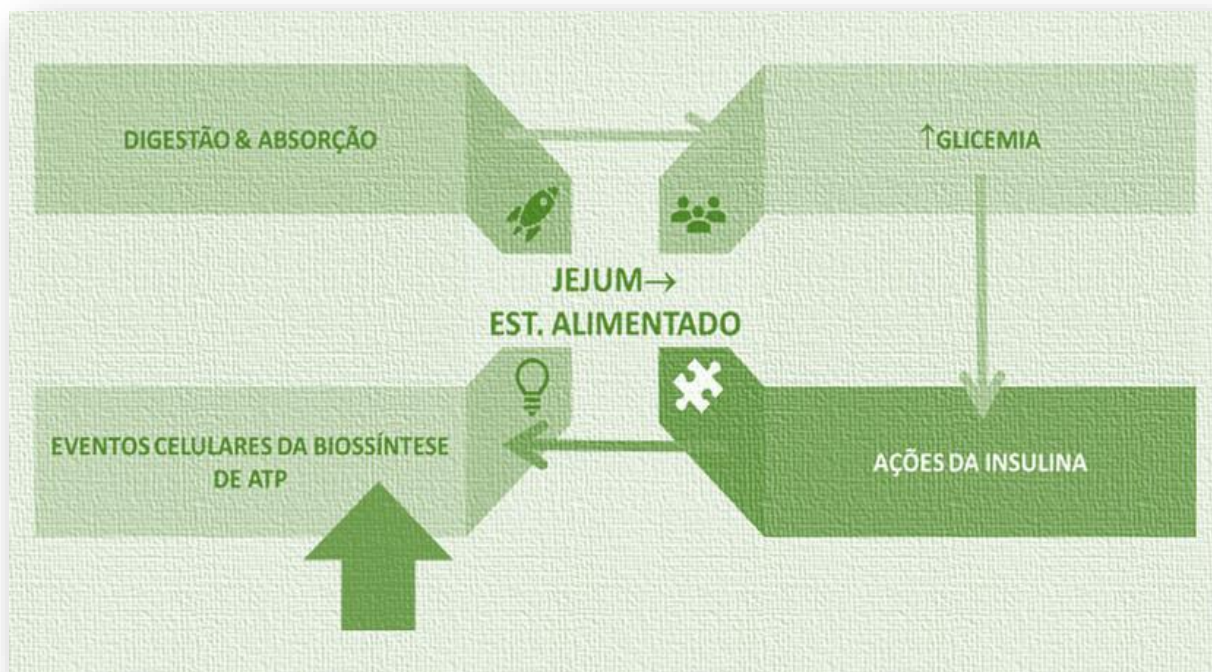 DIGESTÃO & ABSORÇÃO
↑GLICEMIA
JEJUM→
EST. ALIMENTADO
EVENTOS CELULARES DA BIOSSÍNTESE
DE ATP
AÇÕES DA INSULINA